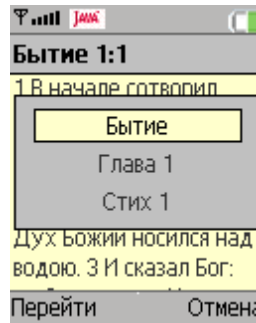 JAVA
Бытие 1:1
1 В начале сотворил
Бытие
Глава 1
Стих 1
Дух Божий носился над
водою. 3 И сказал Бог:
Перейти
Отмена